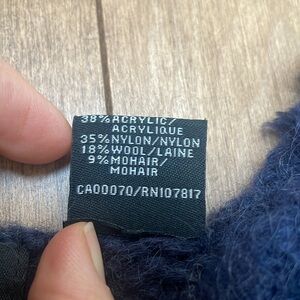 38% ACRYLIC/
ACRYLIQUE
35% NYLON/NYLON
18% WOOL/LAINE
9% MOHAIR/
MOHAIR
CA00070/RN107817